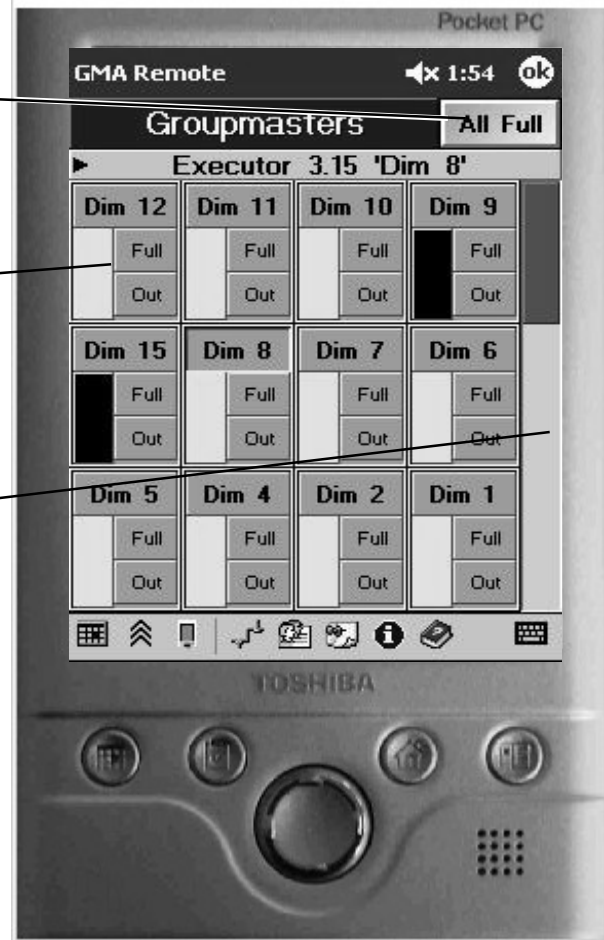 Pocket PC
GMA Remote 1:54 ok
Groupmasters All Full
Executor 3.15 'Dim 8'
Dim 12 Dim 11 Dim 10 Dim 9
Full Full Full Full
Out Out Out Out
Dim 15 Dim 8 Dim 7 Dim 6
Full Full Full Full
Out Out Out Out
Dim 5 Dim 4 Dim 2 Dim 1
Full Full Full Full
Out Out Out Out
TOSHIBA